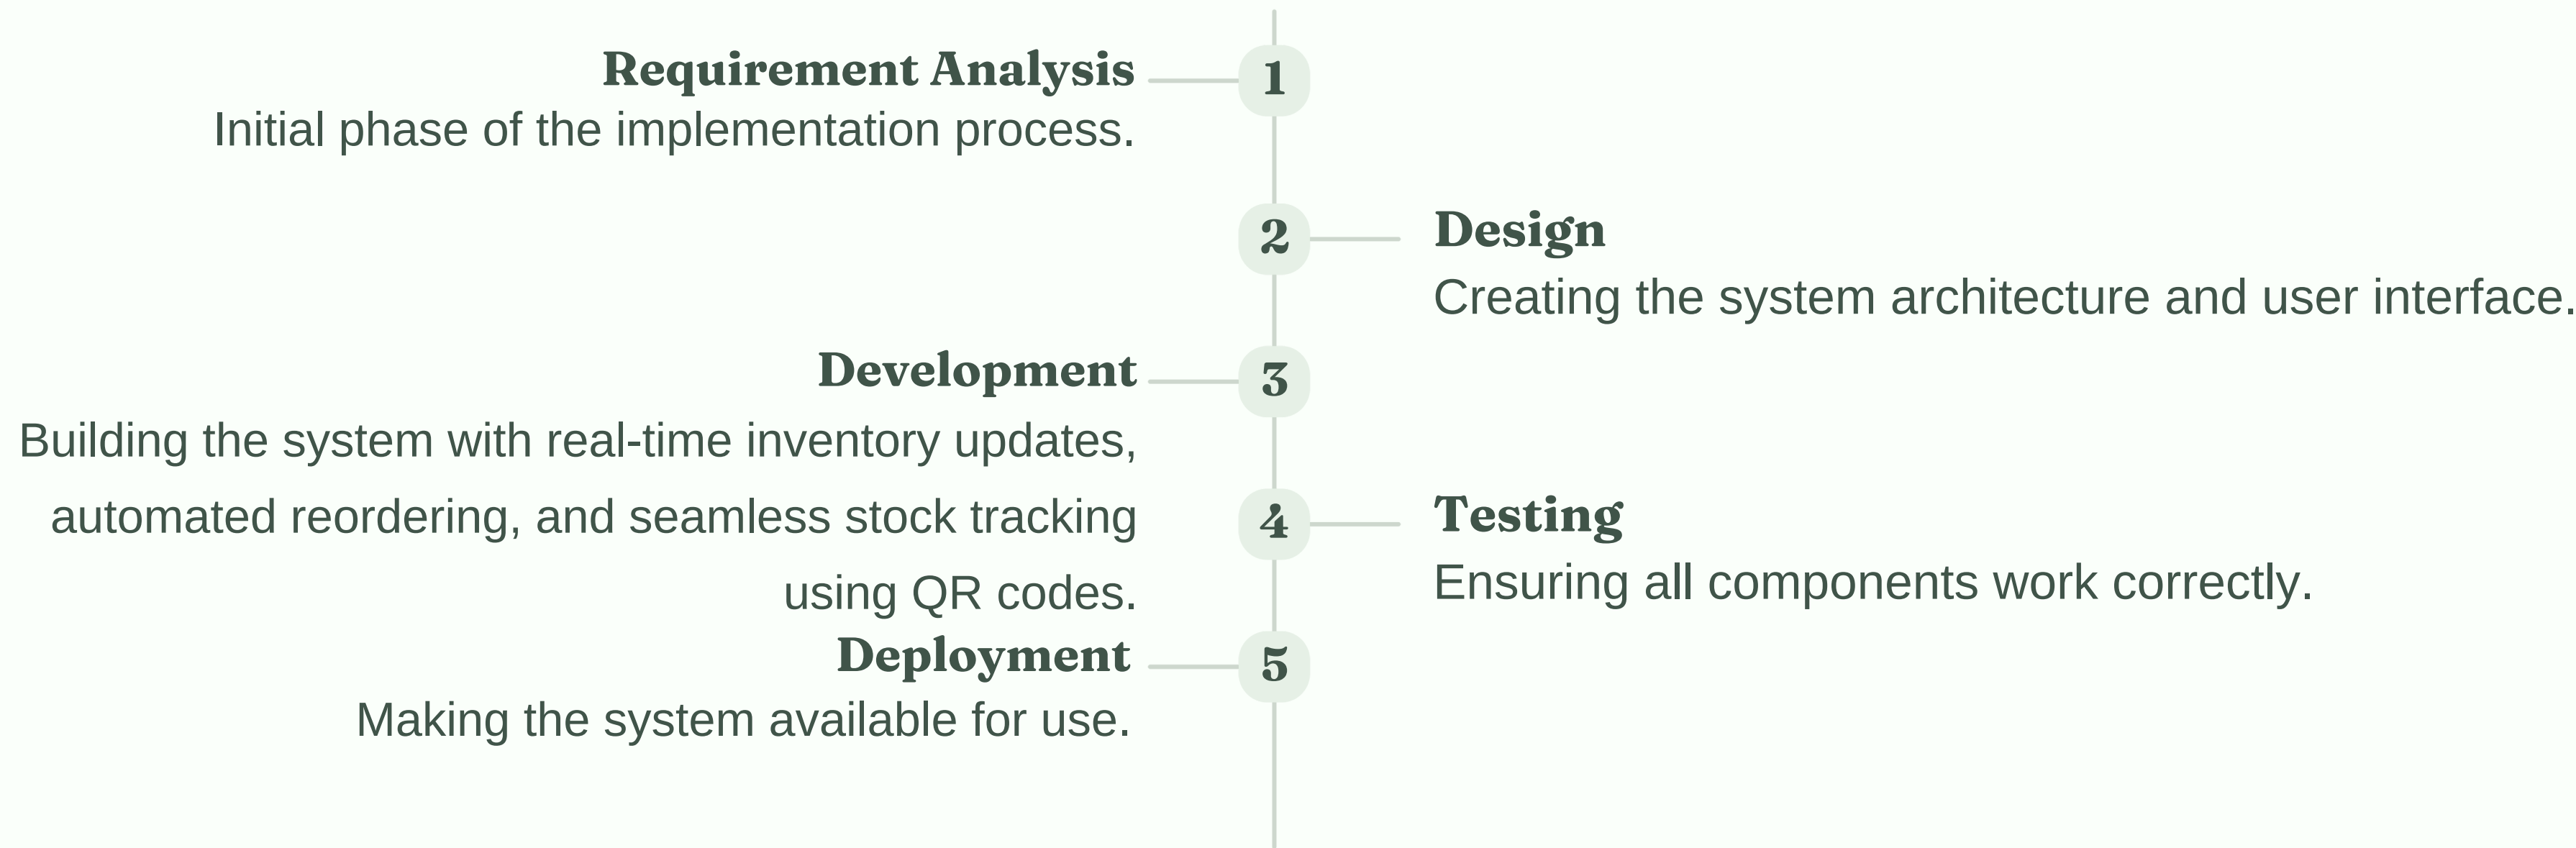 1
Requirement Analysis
Initial phase of the implementation process.
2
Design
Creating the system architecture and user interface.
3
Development
Building the system with real-time inventory updates,
automated reordering, and seamless stock tracking
using QR codes.
4
Testing
Ensuring all components work correctly.
5
Deployment
Making the system available for use.